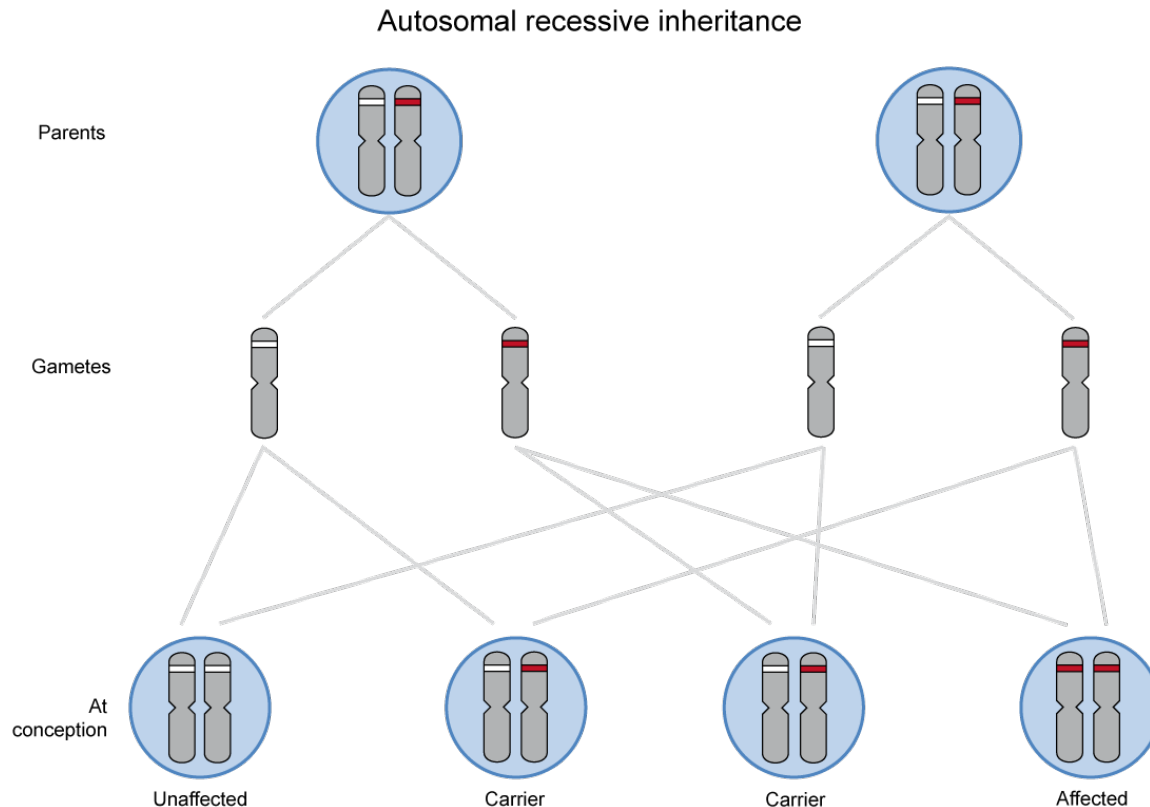 Autosomal recessive inheritance
Parents
Gametes
At
conception
Unaffected
Carrier
Carrier
Affected